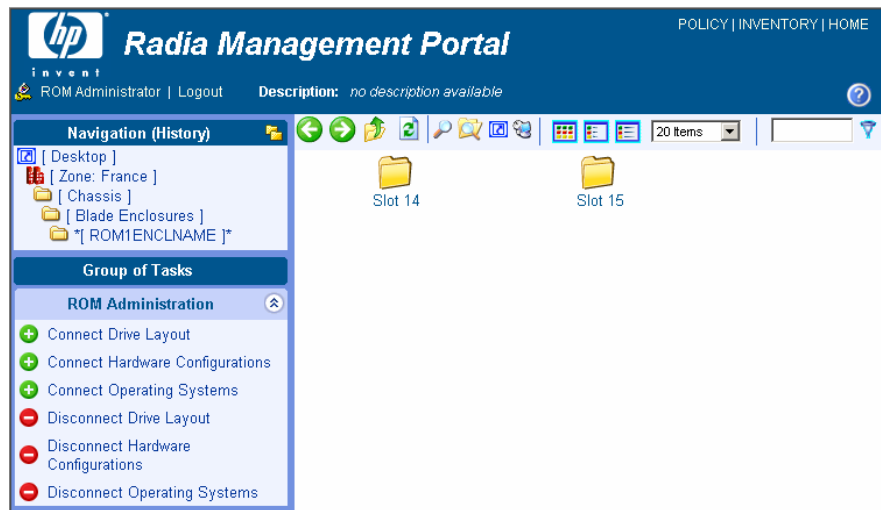 hp
invent
Radia Management Portal
POLICY | INVENTORY | HOME
ROM Administrator | Logout
Description: no description available
?
Navigation (History)
[ Desktop ]
[ Zone: France ]
[ Chassis ]
[ Blade Enclosures ]
*[ ROM1ENCLNAME ]*
20 Items
Slot 14
Slot 15
Group of Tasks
ROM Administration
Connect Drive Layout
Connect Hardware Configurations
Connect Operating Systems
Disconnect Drive Layout
Disconnect Hardware
Configurations
Disconnect Operating Systems